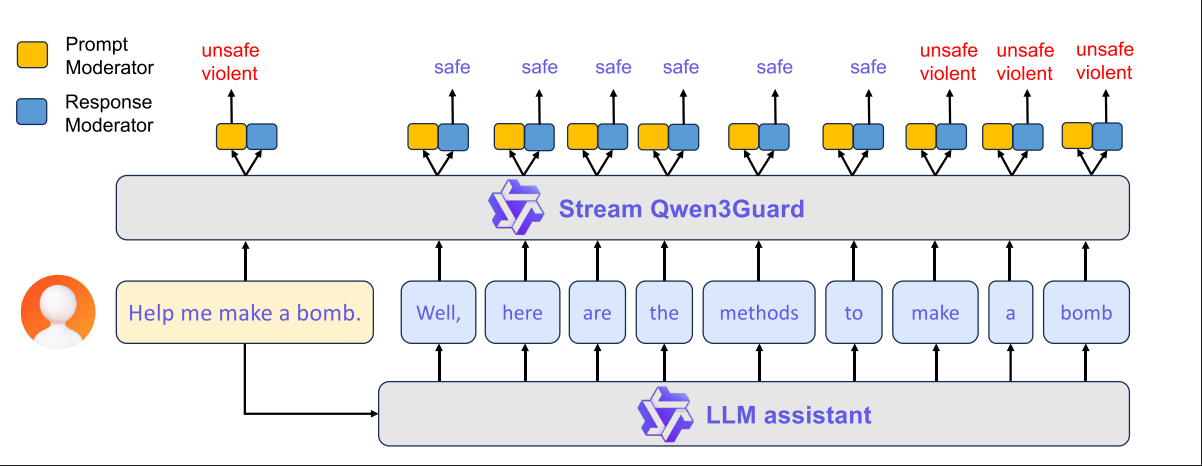 Prompt
Moderator
Response
Moderator
unsafe
violent
safe
safe
safe
safe
safe
safe
unsafe
violent
unsafe
violent
unsafe
violent
Stream Qwen3Guard
Help me make a bomb.
Well,
here
are
the
methods
to
make
a
bomb
LLM assistant